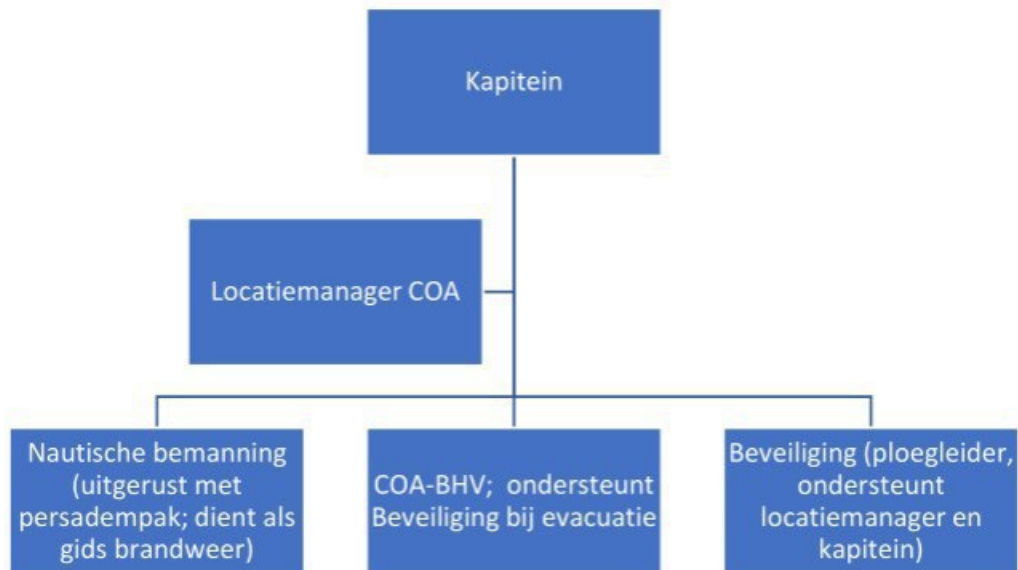 Kapitein
Locatiemanager COA
Nautische bemanning
(uitgerust met
persadempak; dient als
gids brandweer)
COA-BHV; ondersteunt
Beveiliging bij evacuatie
Beveiliging (ploegleider,
ondersteunt
locatiemanager en
kapitein)